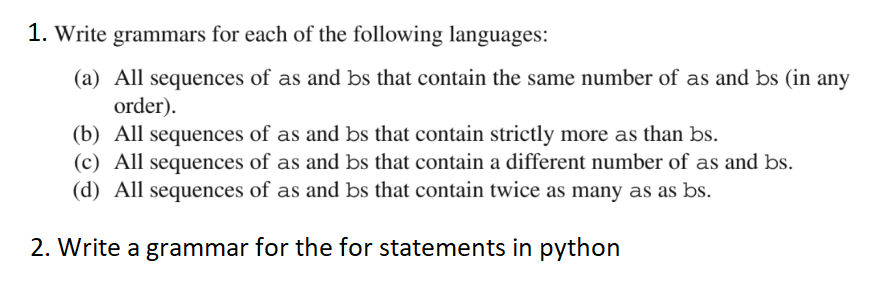 1. Write grammars for each of the following languages:
(a) All sequences of as and bs that contain the same number of as and bs (in any
order).
(b) All sequences of as and bs that contain strictly more as than bs.
(c) All sequences of as and bs that contain a different number of as and bs.
(d) All sequences of as and bs that contain twice as many as as bs.
2. Write a grammar for the for statements in python